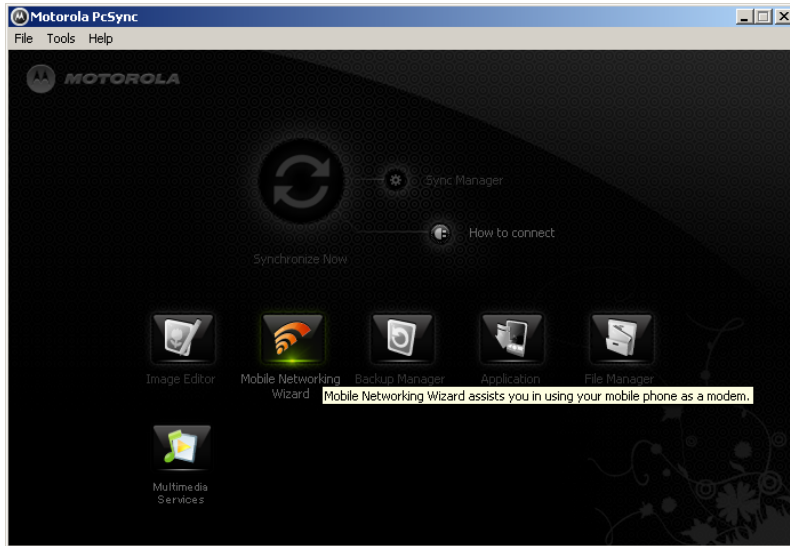 Motorola PcSync
File Tools Help
MOTOROLA
Sync Manager
How to connect
Synchronize Now
Image Editor
Mobile Networking
Wizard
Backup Manager
Application
File Manager
Mobile Networking Wizard assists you in using your mobile phone as a modem.
Multimedia
Services